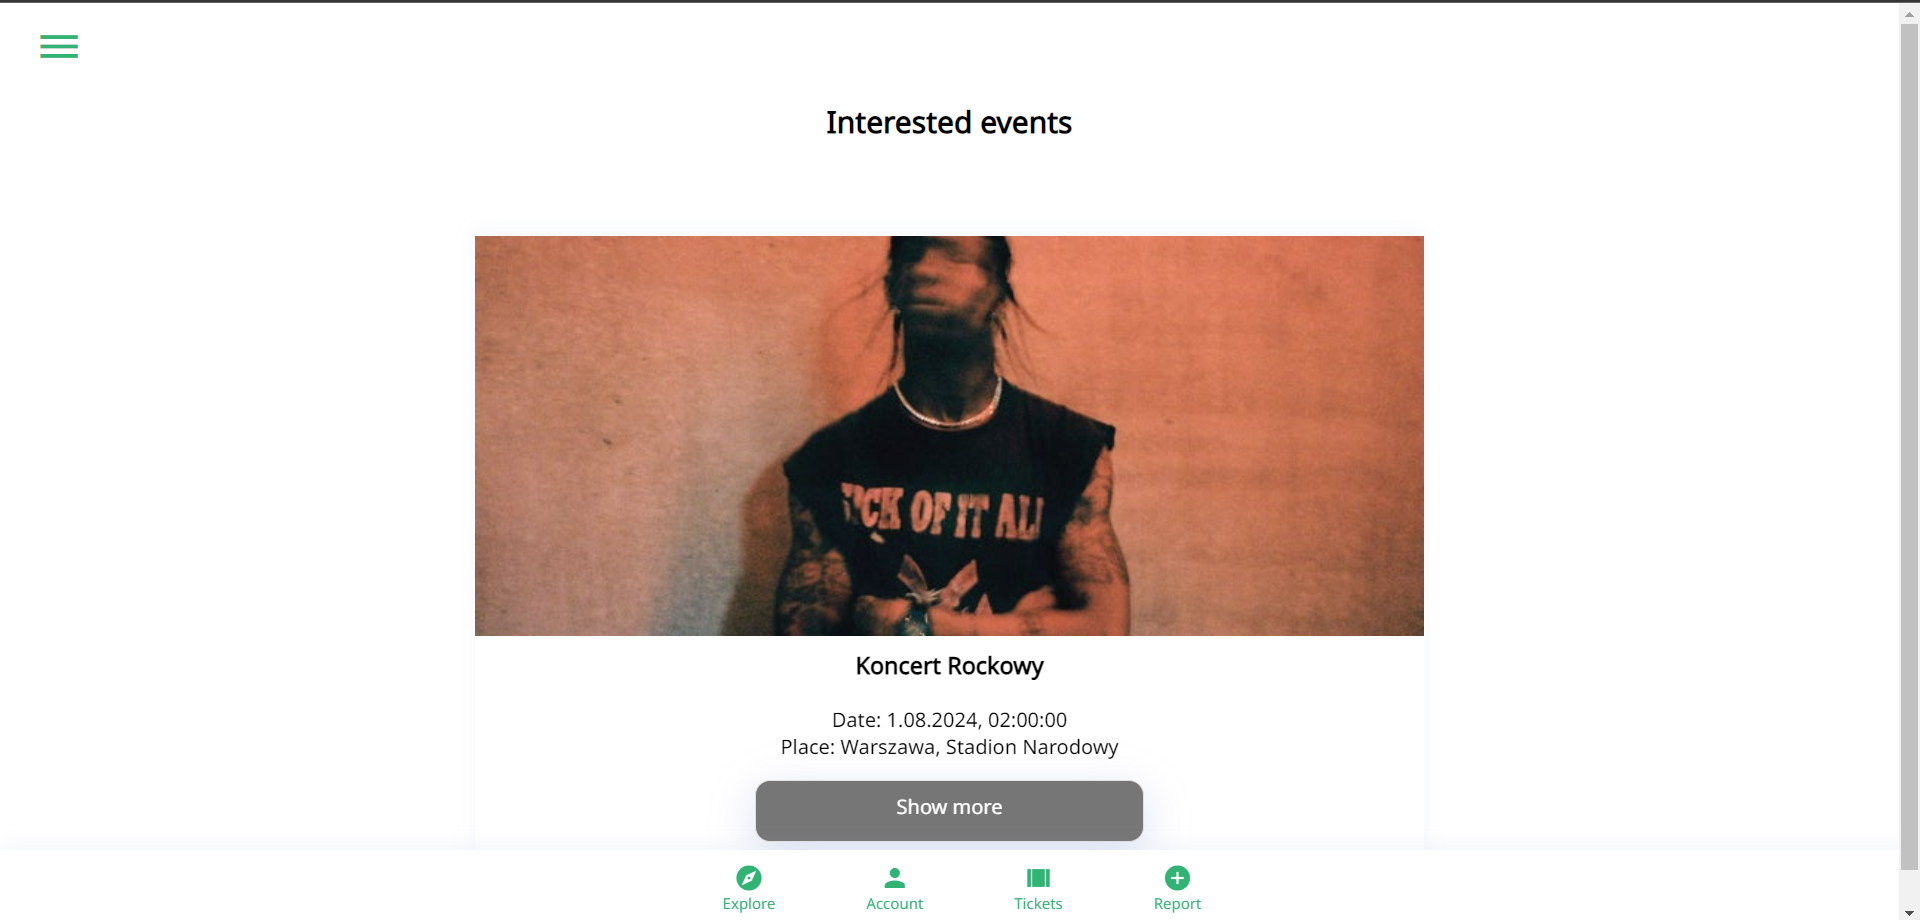 Interested events
OF IT ALL
Koncert Rockowy
Date: 1.08.2024, 02:00:00
Place: Warszawa, Stadion Narodowy
Show more
Explore
Account
Tickets
Report